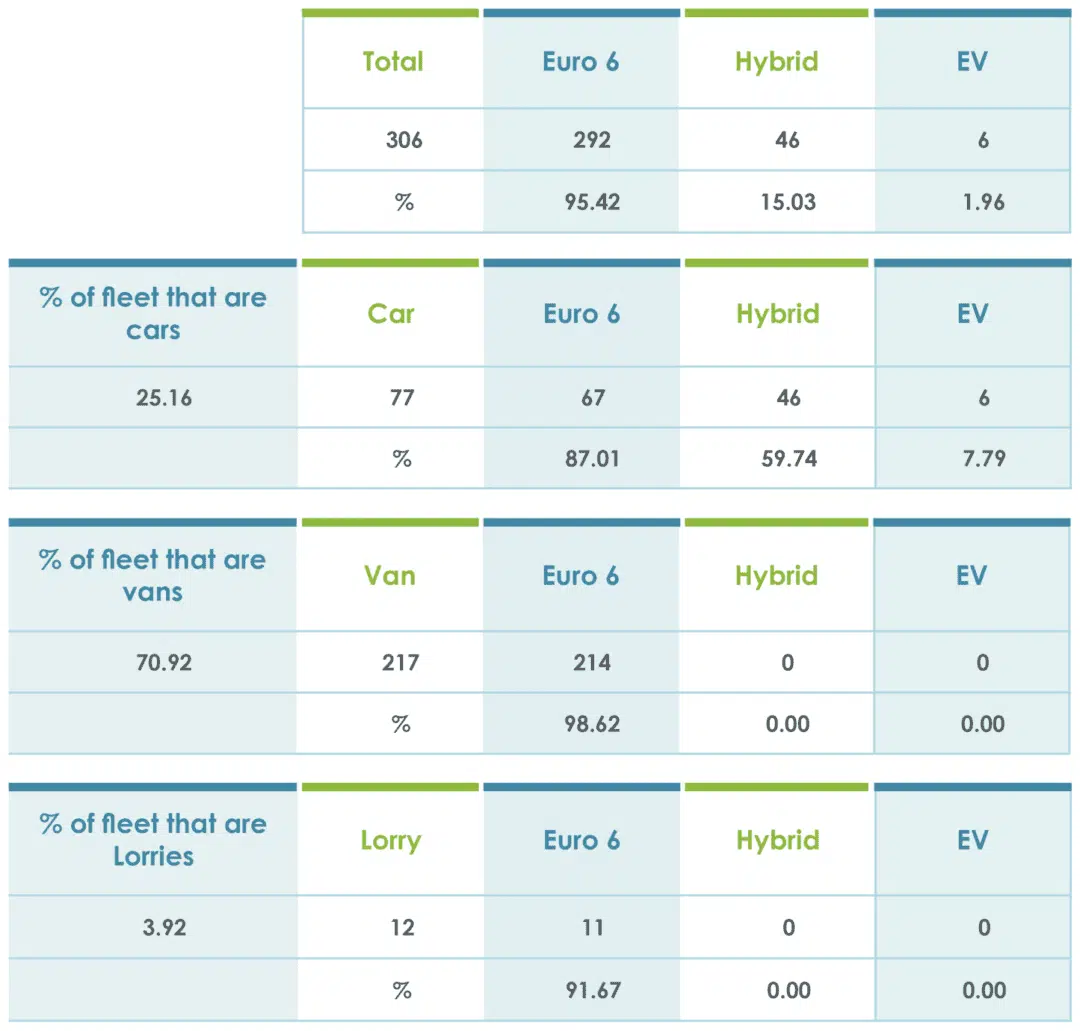 Total Euro 6 Hybrid EV
306 292 46 6
% 95.42 15.03 1.96
% of fleet that are
cars
Car Euro 6 Hybrid EV
25.16 77 67 46 6
% 87.01 59.74 7.79
% of fleet that are
vans
Van Euro 6 Hybrid EV
70.92 217 214 0 0
% 98.62 0.00 0.00
% of fleet that are
Lorries
Lorry Euro 6 Hybrid EV
3.92 12 11 0 0
% 91.67 0.00 0.00